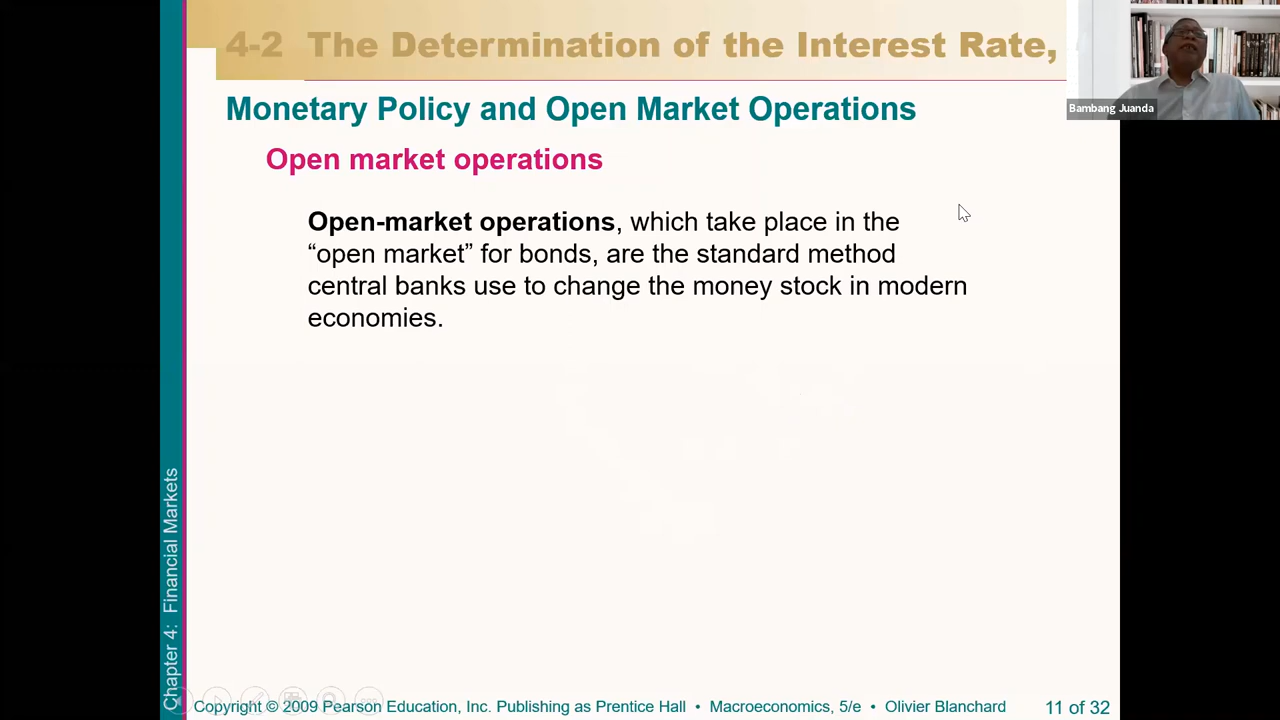 4-2 The Determination of the Interest Rate,
Bambang Juanda
Monetary Policy and Open Market Operations
Open market operations
Open-market operations, which take place in the
“open market” for bonds, are the standard method
central banks use to change the money stock in modern
economies.
Chapter 4: Financial Markets
Copyright © 2009 Pearson Education, Inc. Publishing as Prentice Hall • Macroeconomics, 5/e • Olivier Blanchard
11 of 32